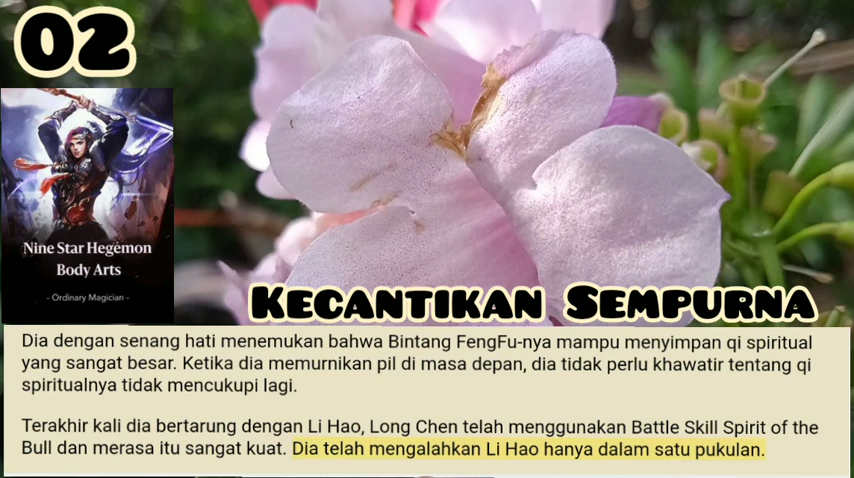 02
Nine Star Hegemon
Body Arts
- Ordinary Magician -
Kecantikan Sempurna
Dia dengan senang hati menemukan bahwa Bintang FengFu-nya mampu menyimpan qi spiritual
yang sangat besar. Ketika dia memurnikan pil di masa depan, dia tidak perlu khawatir tentang qi
spiritualnya tidak mencukupi lagi.
Terakhir kali dia bertarung dengan Li Hao, Long Chen telah menggunakan Battle Skill Spirit of the
Bull dan merasa itu sangat kuat. Dia telah mengalahkan Li Hao hanya dalam satu pukulan.